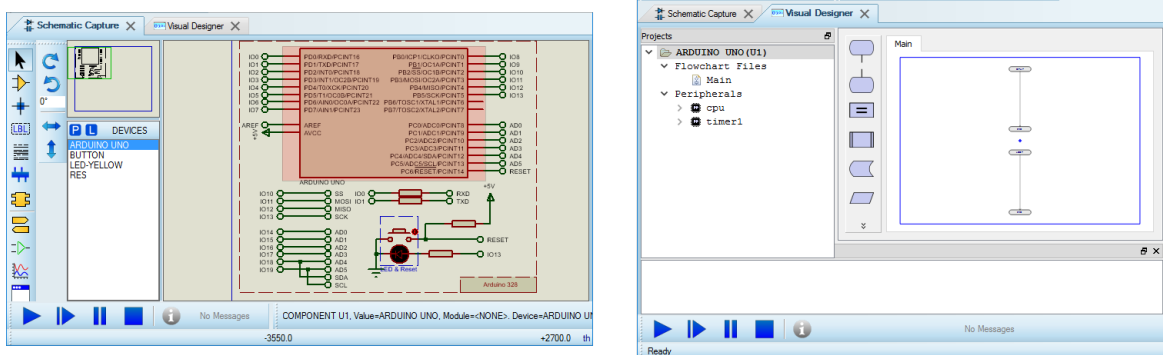 Schematic Capture
Visual Designer
0°
LBL
P L DEVICES
ARDUINO UNO
BUTTON
LED-YELLOW
RES
IO0 PD0/RXD/PCINT16 PB0/ICP1/CLKO/PCINT0 IO8
IO1 PD1/TXD/PCINT17 PB1/OC1A/PCINT1 IO9
IO2 PD2/INT0/PCINT18 PB2/SS/OC1B/PCINT2 IO10
IO3 PD3/INT1/OC2B/PCINT19 PB3/MOSI/OC2A/PCINT3 IO11
IO4 PD4/T0/XCK/PCINT20 PB4/MISO/PCINT4 IO12
IO5 PD5/T1/OC0B/PCINT21 PB5/SCK/PCINT5 IO13
IO6 PD6/AIN0/OC0A/PCINT22 PB6/TOSC1/XTAL1/PCINT6
IO7 PD7/AIN1/PCINT23 PB7/TOSC2/XTAL2/PCINT7
AREF AREF PC0/ADC0/PCINT8 AD0
+5V AVCC PC1/ADC1/PCINT9 AD1
PC2/ADC2/PCINT10 AD2
PC3/ADC3/PCINT11 AD3
PC4/ADC4/SDA/PCINT12 AD4
PC5/ADC5/SCL/PCINT13 AD5
PC6/RESET/PCINT14 RESET
ARDUINO UNO
+5V
IO10 SS IO0 RXD
IO11 MOSI IO1 TXD
IO12 MISO
IO13 SCK
IO14 AD0
IO15 AD1 RESET
IO16 AD2
IO17 AD3 IO13
IO18 AD4
IO19 AD5
SDA
SCL
LED & Reset
Arduino 328
No Messages
COMPONENT U1, Value=ARDUINO UNO, Module=<NONE>. Device=ARDUINO U
-3550.0 +2700.0 th
Schematic Capture
Visual Designer
Projects
ARDUINO UNO (U1)
Flowchart Files
Main
Peripherals
cpu
timer1
Main
No Messages
Ready